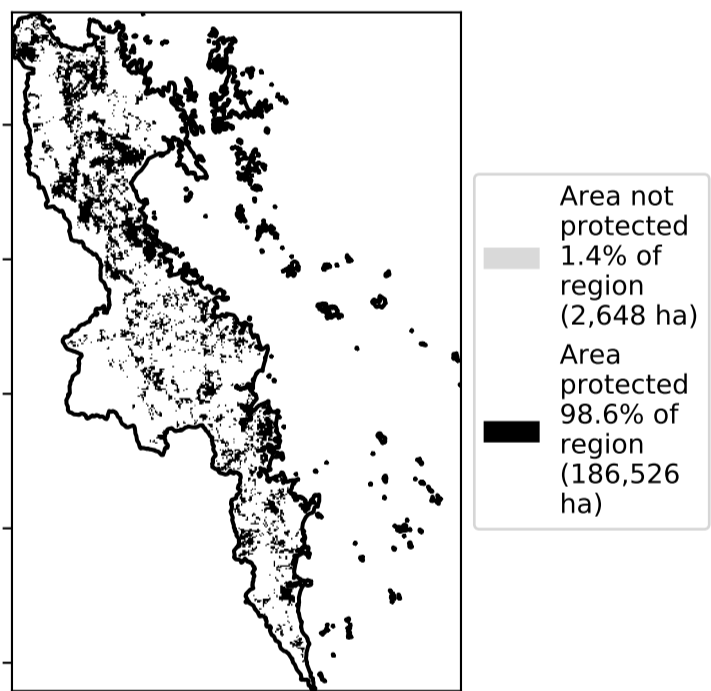 Area not
protected
1.4% of
region
(2,648 ha)
Area
protected
98.6% of
region
(186,526
ha)